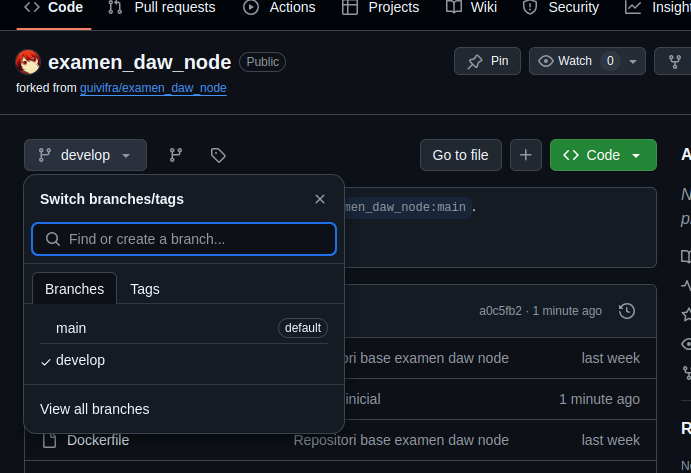 Code Pull requests Actions Projects Wiki Security Insight
examen_daw_node Public Pin Watch 0
forked from guivifra/examen_daw_node
develop Go to file Code
Switch branches/tags
men_daw_node:main .
Find or create a branch...
Branches Tags
a0c5fb2 · 1 minute ago
main default
develop
ori base examen daw node last week
inicial 1 minute ago
View all branches
Dockerfile Repositori base examen daw node last week